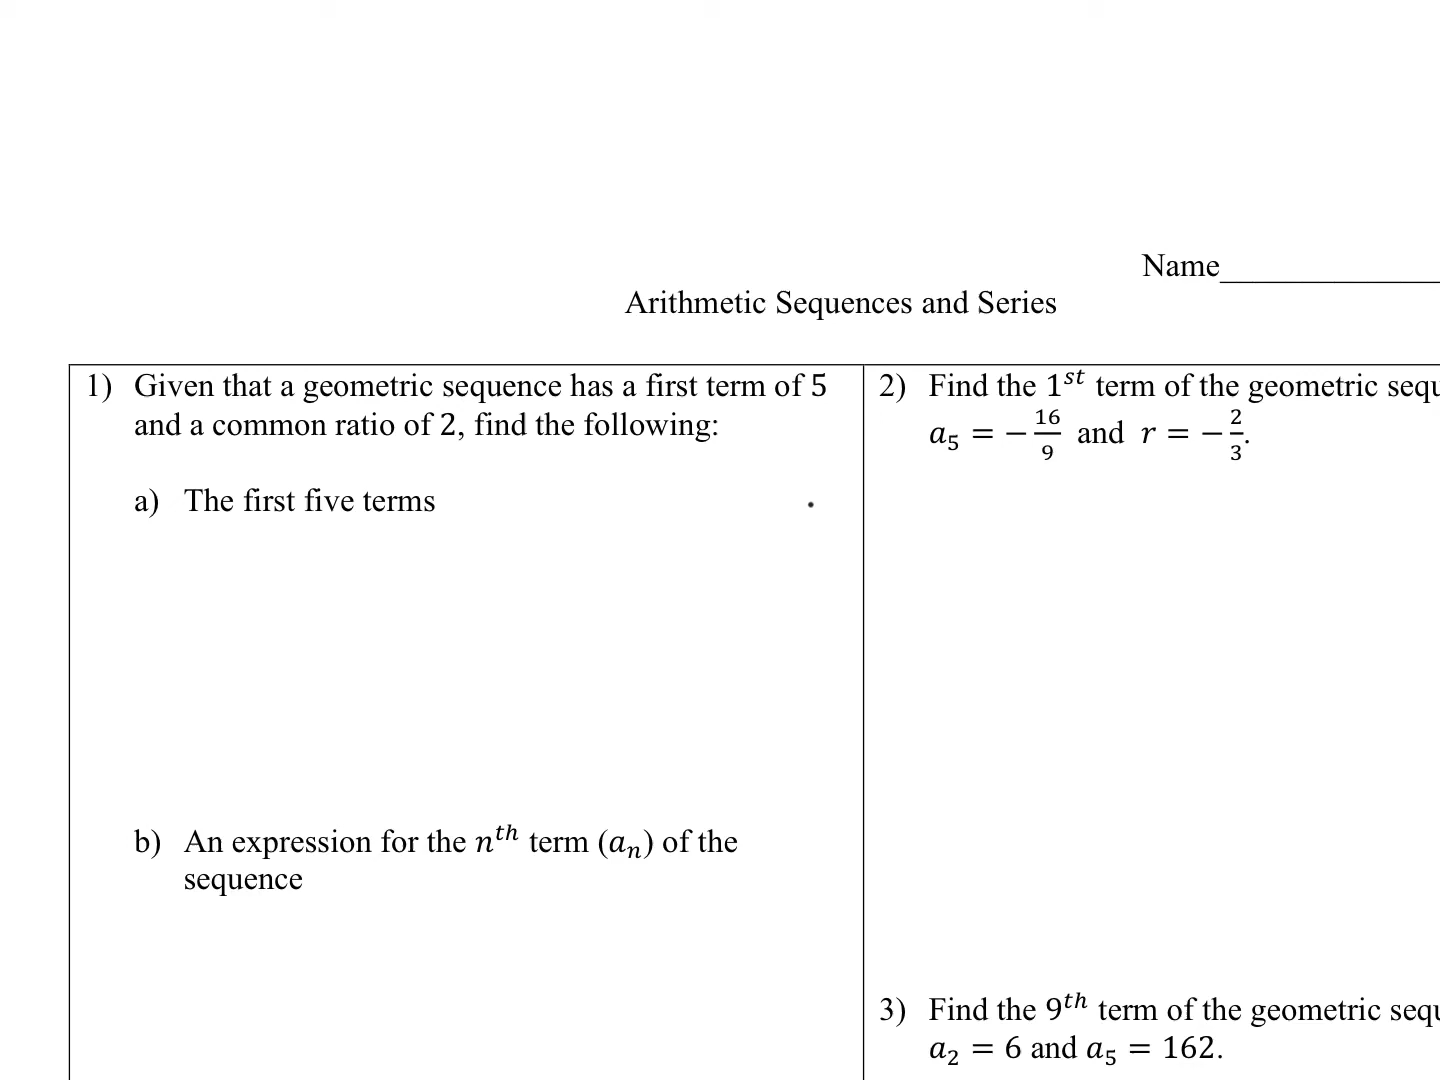 Name
Arithmetic Sequences and Series
1) Given that a geometric sequence has a first term of 5
and a common ratio of 2, find the following:
a) The first five terms
b) An expression for the nᵗʰ term (aₙ) of the
sequence
2) Find the 1ˢᵗ term of the geometric sequ
a₅ = −16/9 and r = −2/3.
3) Find the 9ᵗʰ term of the geometric sequ
a₂ = 6 and a₅ = 162.